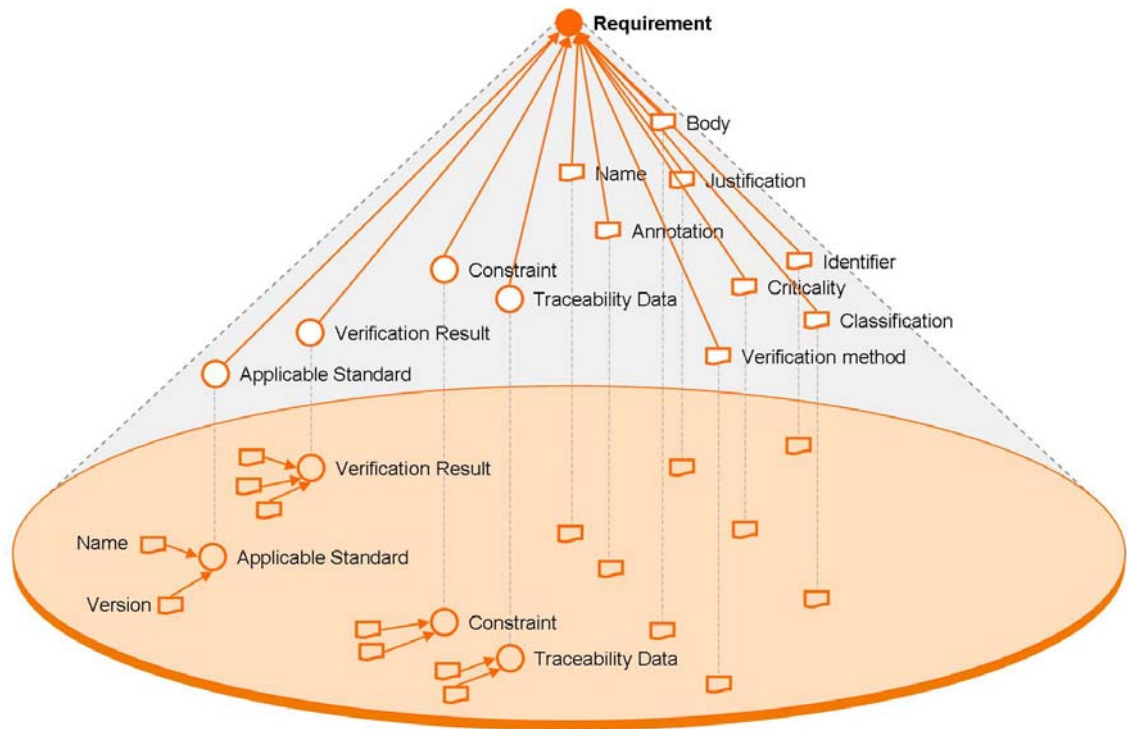 Requirement
Body
Name
Justification
Annotation
Identifier
Constraint
Criticality
Traceability Data
Classification
Verification Result
Verification method
Applicable Standard
Verification Result
Name
Applicable Standard
Version
Constraint
Traceability Data